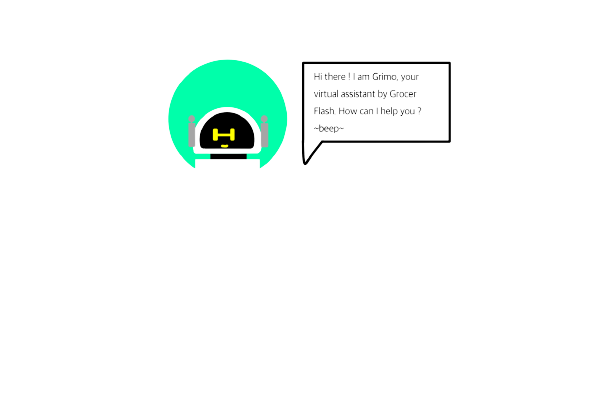 Hi there ! I am Grimo, your
virtual assistant by Grocer
Flash. How can I help you ?
~beep~